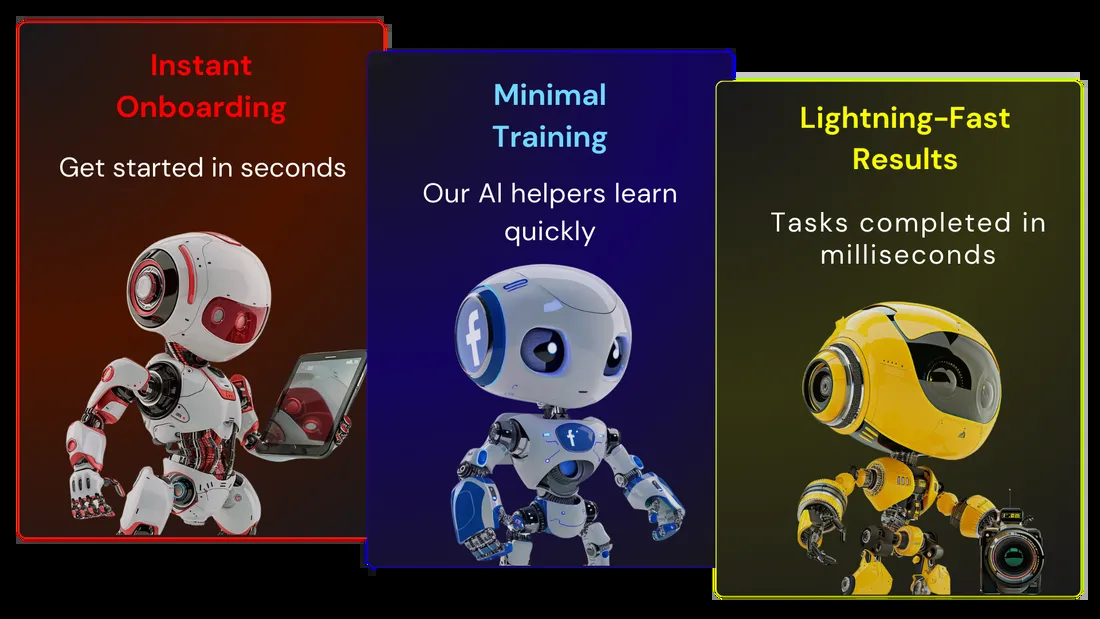 Instant
Onboarding
Get started in seconds
Minimal
Training
Our AI helpers learn
quickly
f
f
Lightning-Fast
Results
Tasks completed in
milliseconds